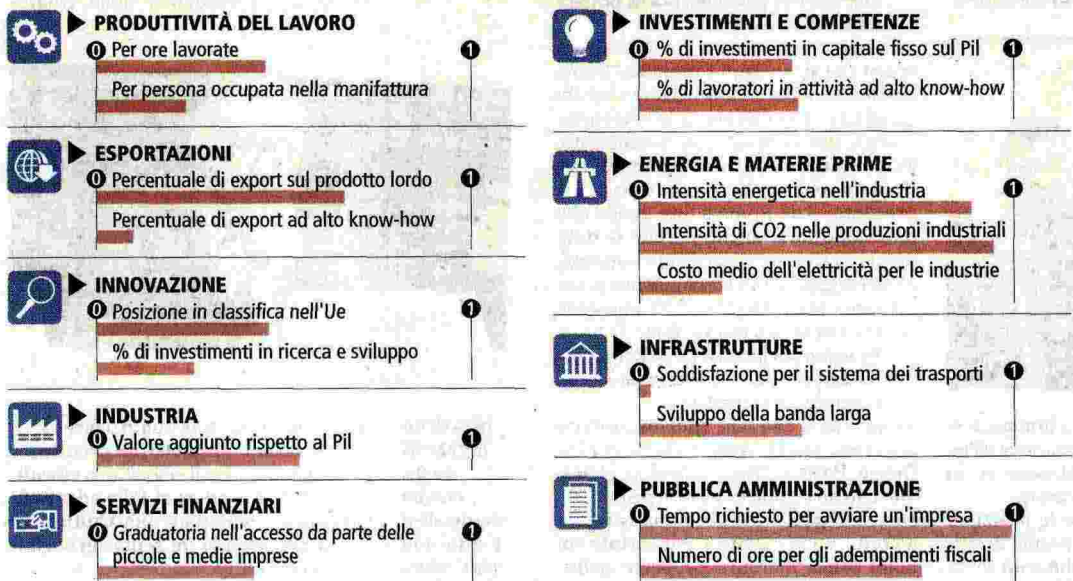 PRODUTTIVITÀ DEL LAVORO
0 Per ore lavorate 1
Per persona occupata nella manifattura
ESPORTAZIONI
0 Percentuale di export sul prodotto lordo 1
Percentuale di export ad alto know-how
INNOVAZIONE
0 Posizione in classifica nell'Ue 1
% di investimenti in ricerca e sviluppo
INDUSTRIA
0 Valore aggiunto rispetto al Pil 1
SERVIZI FINANZIARI
0 Graduatoria nell'accesso da parte delle 1
piccole e medie imprese
INVESTIMENTI E COMPETENZE
0 % di investimenti in capitale fisso sul Pil 1
% di lavoratori in attività ad alto know-how
ENERGIA E MATERIE PRIME
0 Intensità energetica nell'industria 1
Intensità di CO2 nelle produzioni industriali
Costo medio dell'elettricità per le industrie
INFRASTRUTTURE
0 Soddisfazione per il sistema dei trasporti 1
Sviluppo della banda larga
PUBBLICA AMMINISTRAZIONE
0 Tempo richiesto per avviare un'impresa 1
Numero di ore per gli adempimenti fiscali